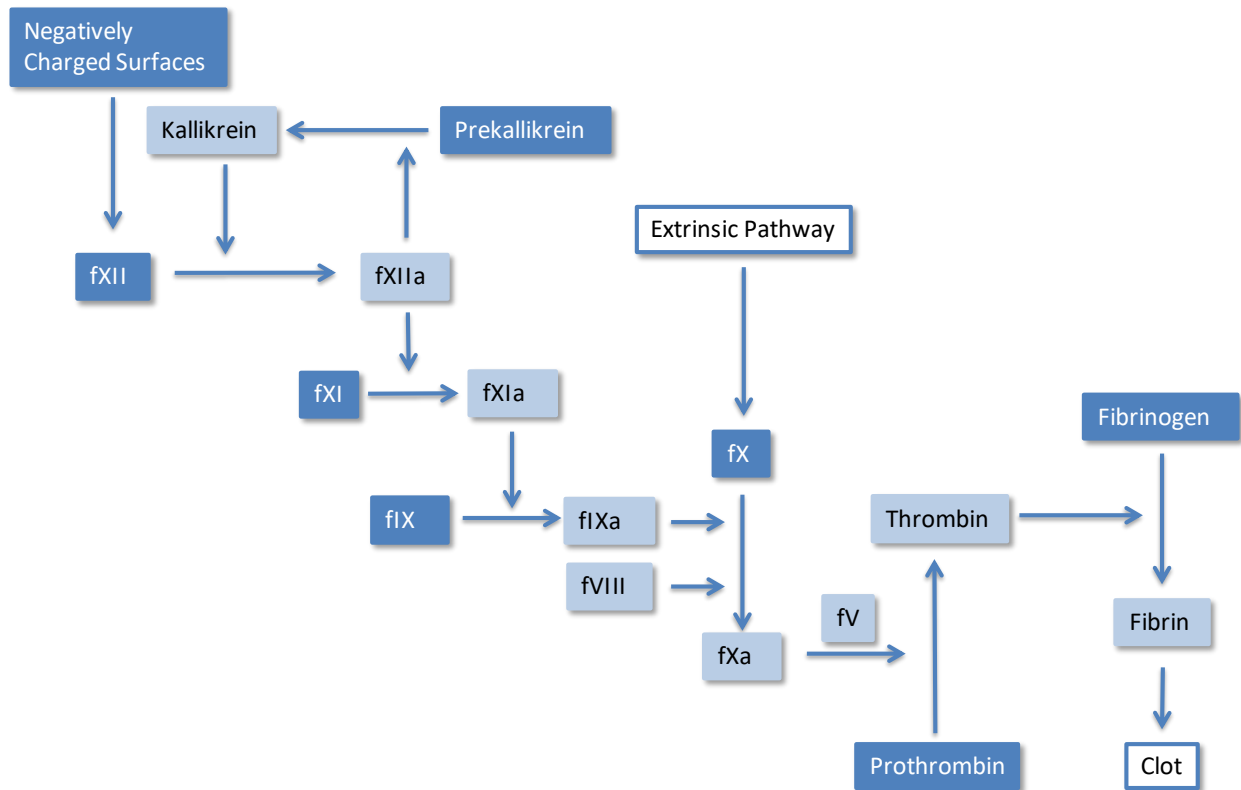 Negatively
Charged Surfaces
Kallikrein
Prekallikrein
Extrinsic Pathway
fXII
fXIIa
fXI
fXIa
Fibrinogen
fX
fIX
fIXa
Thrombin
fVIII
fV
Fibrin
fXa
Prothrombin
Clot